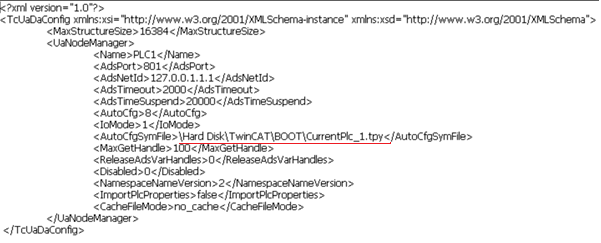 <?xml version="1.0"?>
<TcUaDaConfig xmlns:xsi="http://www.w3.org/2001/XMLSchema-instance" xmlns:xsd="http://www.w3.org/2001/XMLSchema">
<MaxStructureSize>16384</MaxStructureSize>
<UaNodeManager>
<Name>PLC1</Name>
<AdsPort>801</AdsPort>
<AdsNetId>127.0.0.1.1.1</AdsNetId>
<AdsTimeout>2000</AdsTimeout>
<AdsTimeSuspend>20000</AdsTimeSuspend>
<AutoCfg>8</AutoCfg>
<IoMode>1</IoMode>
<AutoCfgSymFile>\Hard Disk\TwinCAT\BOOT\CurrentPlc_1.tpy</AutoCfgSymFile>
<MaxGetHandle>100</MaxGetHandle>
<ReleaseAdsVarHandles>0</ReleaseAdsVarHandles>
<Disabled>0</Disabled>
<NamespaceNameVersion>2</NamespaceNameVersion>
<ImportPlcProperties>false</ImportPlcProperties>
<CacheFileMode>no_cache</CacheFileMode>
</UaNodeManager>
</TcUaDaConfig>